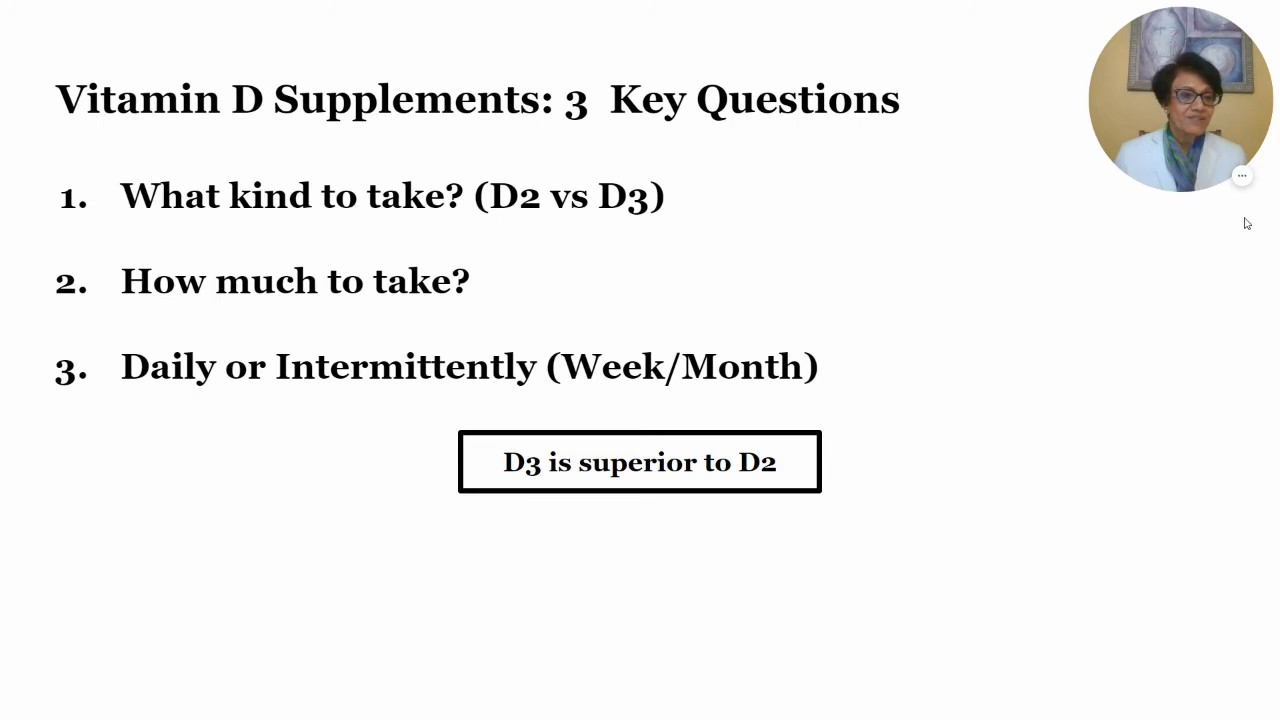 Vitamin D Supplements: 3 Key Questions
1. What kind to take? (D2 vs D3)
2. How much to take?
3. Daily or Intermittently (Week/Month)
D3 is superior to D2